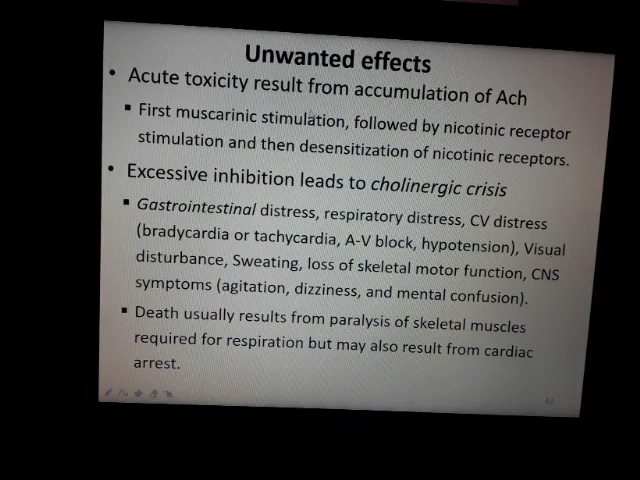 Unwanted effects
• Acute toxicity result from accumulation of Ach
▪ First muscarinic stimulation, followed by nicotinic receptor
stimulation and then desensitization of nicotinic receptors.
• Excessive inhibition leads to cholinergic crisis
▪ Gastrointestinal distress, respiratory distress, CV distress
(bradycardia or tachycardia, A-V block, hypotension), Visual
disturbance, Sweating, loss of skeletal motor function, CNS
symptoms (agitation, dizziness, and mental confusion).
▪ Death usually results from paralysis of skeletal muscles
required for respiration but may also result from cardiac
arrest.